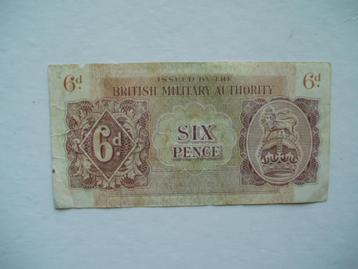 6d.
ISSUED BY THE
6d.
BRITISH MILITARY AUTHORITY
6d.
SIX
PENCE